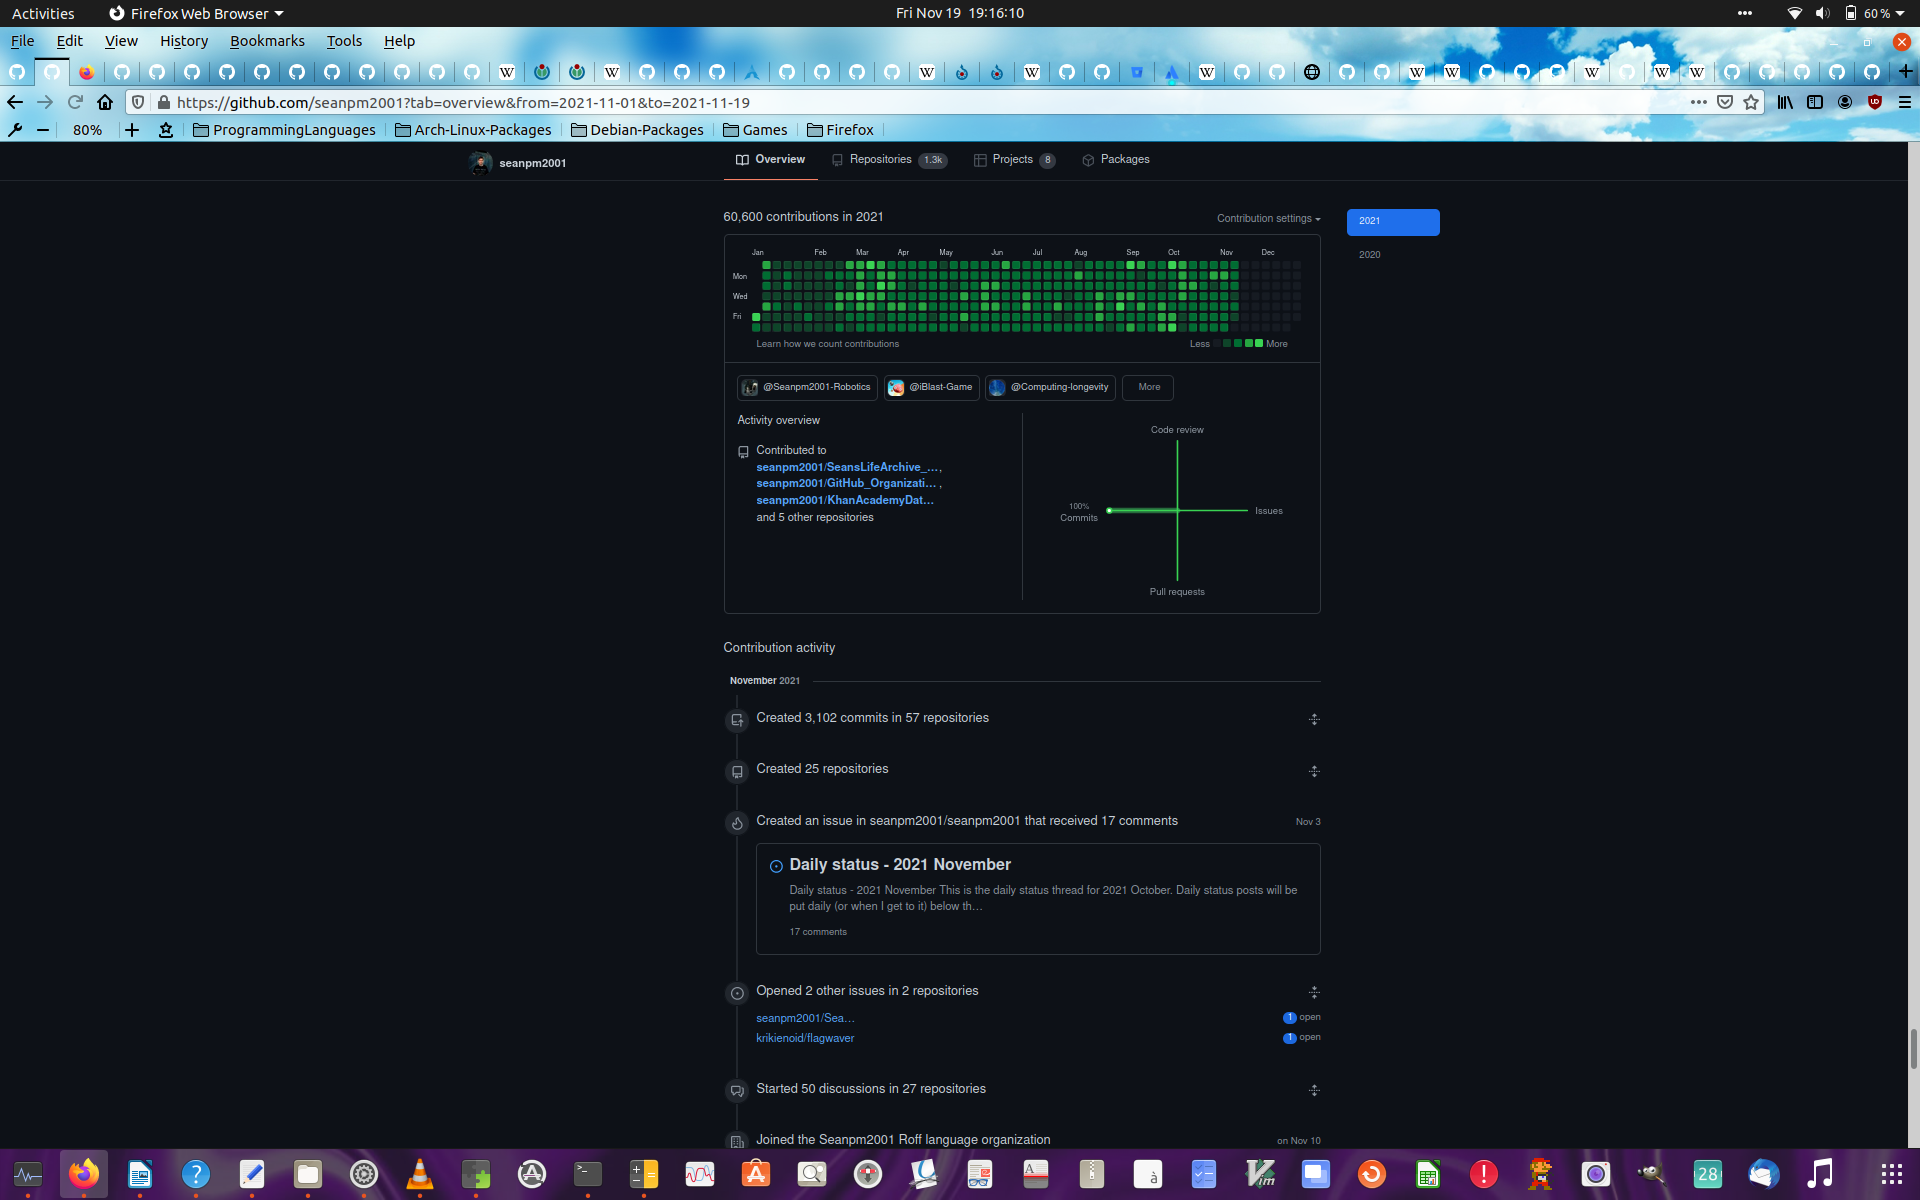 Activities
Firefox Web Browser
Fri Nov 19 19:16:10
60 %
File Edit View History Bookmarks Tools Help
https://github.com/seanpm2001?tab=overview&from=2021-11-01&to=2021-11-19
80%
ProgrammingLanguages
Arch-Linux-Packages
Debian-Packages
Games
Firefox
seanpm2001
Overview
Repositories 1.3k
Projects 8
Packages
60,600 contributions in 2021
Contribution settings
2021
2020
Jan Feb Mar Apr May Jun Jul Aug Sep Oct Nov Dec
Mon
Wed
Fri
Learn how we count contributions
Less
More
@Seanpm2001-Robotics
@iBlast-Game
@Computing-longevity
More
Activity overview
Contributed to
seanpm2001/SeansLifeArchive_… ,
seanpm2001/GitHub_Organizati… ,
seanpm2001/KhanAcademyDat…
and 5 other repositories
Code review
100%
Commits
Issues
Pull requests
Contribution activity
November 2021
Created 3,102 commits in 57 repositories
Created 25 repositories
Created an issue in seanpm2001/seanpm2001 that received 17 comments
Nov 3
Daily status - 2021 November
Daily status - 2021 November This is the daily status thread for 2021 October. Daily status posts will be
put daily (or when I get to it) below th…
17 comments
Opened 2 other issues in 2 repositories
seanpm2001/Sea…
1 open
krikienoid/flagwaver
1 open
Started 50 discussions in 27 repositories
Joined the Seanpm2001 Roff language organization
on Nov 10
28